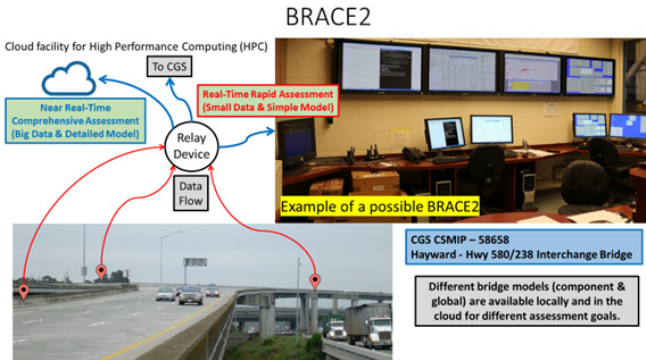 BRACE2
Cloud facility for High Performance Computing (HPC)
To CGS
Near Real-Time
Comprehensive Assessment
(Big Data & Detailed Model)
Real-Time Rapid Assessment
(Small Data & Simple Model)
Relay
Device
Data
Flow
Example of a possible BRACE2
CGS CSMIP – 58658
Hayward - Hwy 580/238 Interchange Bridge
Different bridge models (component &
global) are available locally and in the
cloud for different assessment goals.